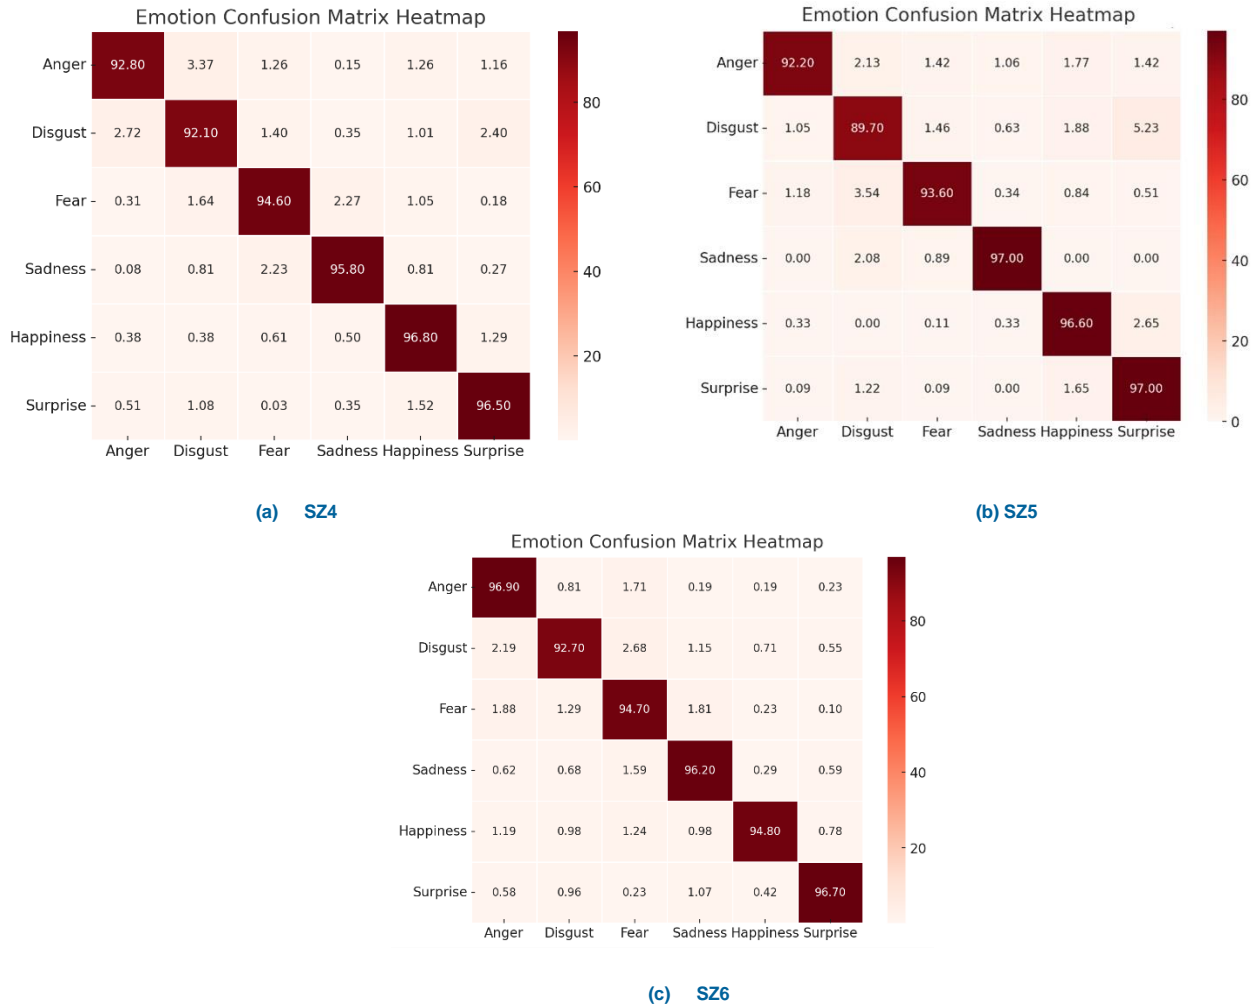 Emotion Confusion Matrix Heatmap
Anger 92.80 3.37 1.26 0.15 1.26 1.16
Disgust 2.72 92.10 1.40 0.35 1.01 2.40
Fear 0.31 1.64 94.60 2.27 1.05 0.18
Sadness 0.08 0.81 2.23 95.80 0.81 0.27
Happiness 0.38 0.38 0.61 0.50 96.80 1.29
Surprise 0.51 1.08 0.03 0.35 1.52 96.50
Anger Disgust Fear Sadness Happiness Surprise
80
60
40
20
(a) SZ4
Emotion Confusion Matrix Heatmap
Anger 92.20 2.13 1.42 1.06 1.77 1.42
Disgust 1.05 89.70 1.46 0.63 1.88 5.23
Fear 1.18 3.54 93.60 0.34 0.84 0.51
Sadness 0.00 2.08 0.89 97.00 0.00 0.00
Happiness 0.33 0.00 0.11 0.33 96.60 2.65
Surprise 0.09 1.22 0.09 0.00 1.65 97.00
Anger Disgust Fear Sadness Happiness Surprise
80
60
40
20
0
(b) SZ5
Emotion Confusion Matrix Heatmap
Anger 96.90 0.81 1.71 0.19 0.19 0.23
Disgust 2.19 92.70 2.68 1.15 0.71 0.55
Fear 1.88 1.29 94.70 1.81 0.23 0.10
Sadness 0.62 0.68 1.59 96.20 0.29 0.59
Happiness 1.19 0.98 1.24 0.98 94.80 0.78
Surprise 0.58 0.96 0.23 1.07 0.42 96.70
Anger Disgust Fear Sadness Happiness Surprise
80
60
40
20
(c) SZ6